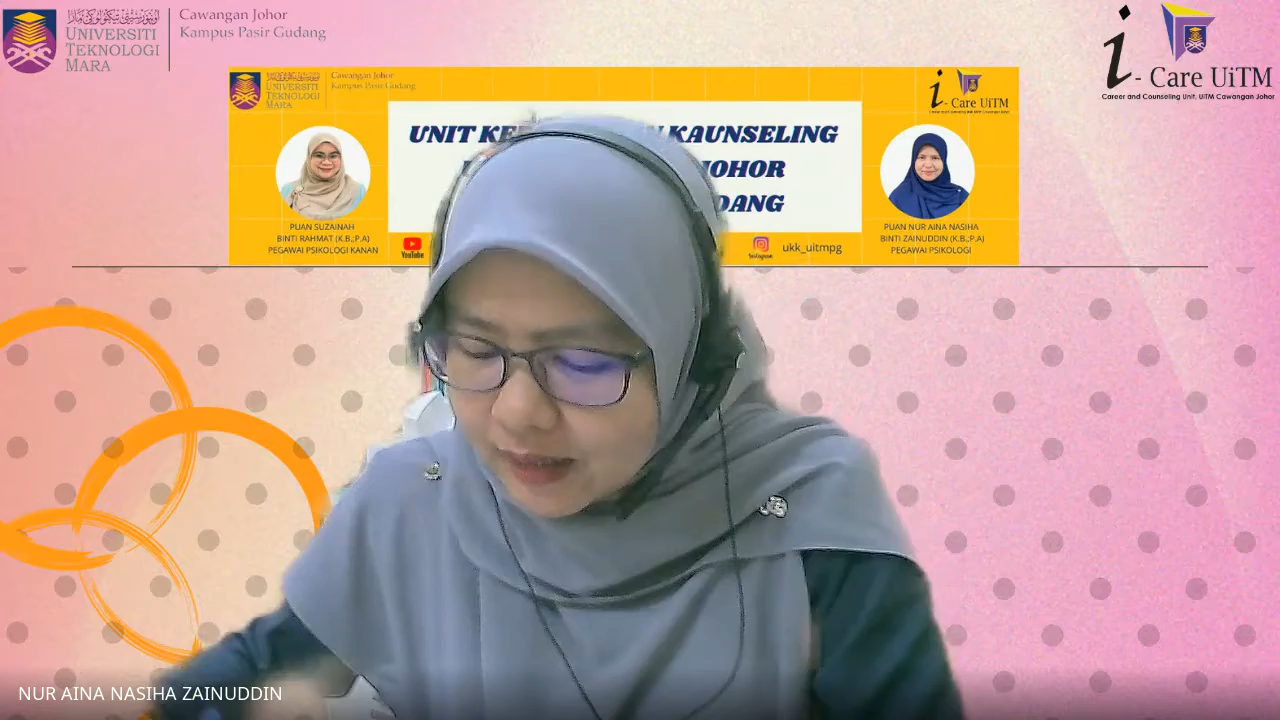 UNIVERSITI
TEKNOLOGI
MARA
Cawangan Johor
Kampus Pasir Gudang
i - Care UiTM
Career and Counseling Unit, UiTM Cawangan Johor
UNIVERSITI
TEKNOLOGI
MARA
Cawangan Johor
Kampus Pasir Gudang
i - Care UiTM
UNIT KAUNSELING
JOHOR
PUAN SUZAINAH
BINTI RAHMAT (K.B.;P.A)
PEGAWAI PSIKOLOGI KANAN
YouTube
Instagram
ukk_uitmpg
PUAN NUR AINA NASIHA
BINTI ZAINUDDIN (K.B.;P.A)
PEGAWAI PSIKOLOGI
NUR AINA NASIHA ZAINUDDIN